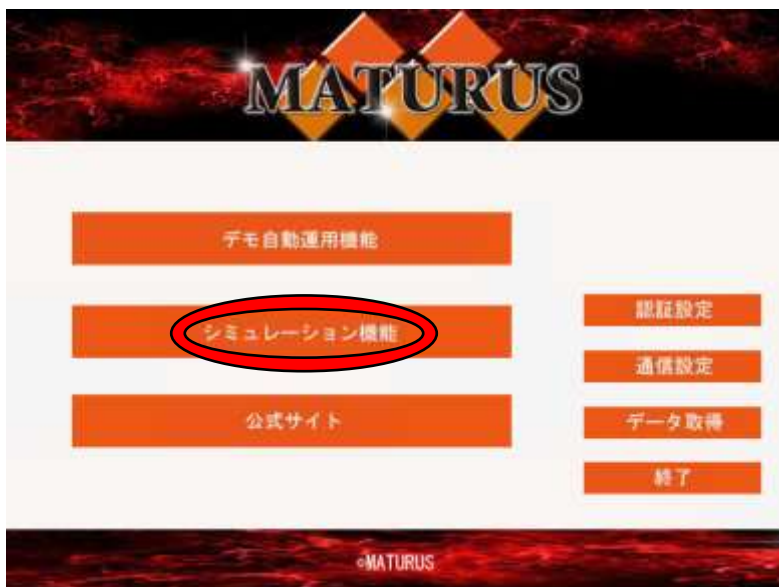 MATURUS
デモ自動運用機能
シミュレーション機能
公式サイト
認証設定
通信設定
データ取得
終了
©MATURUS